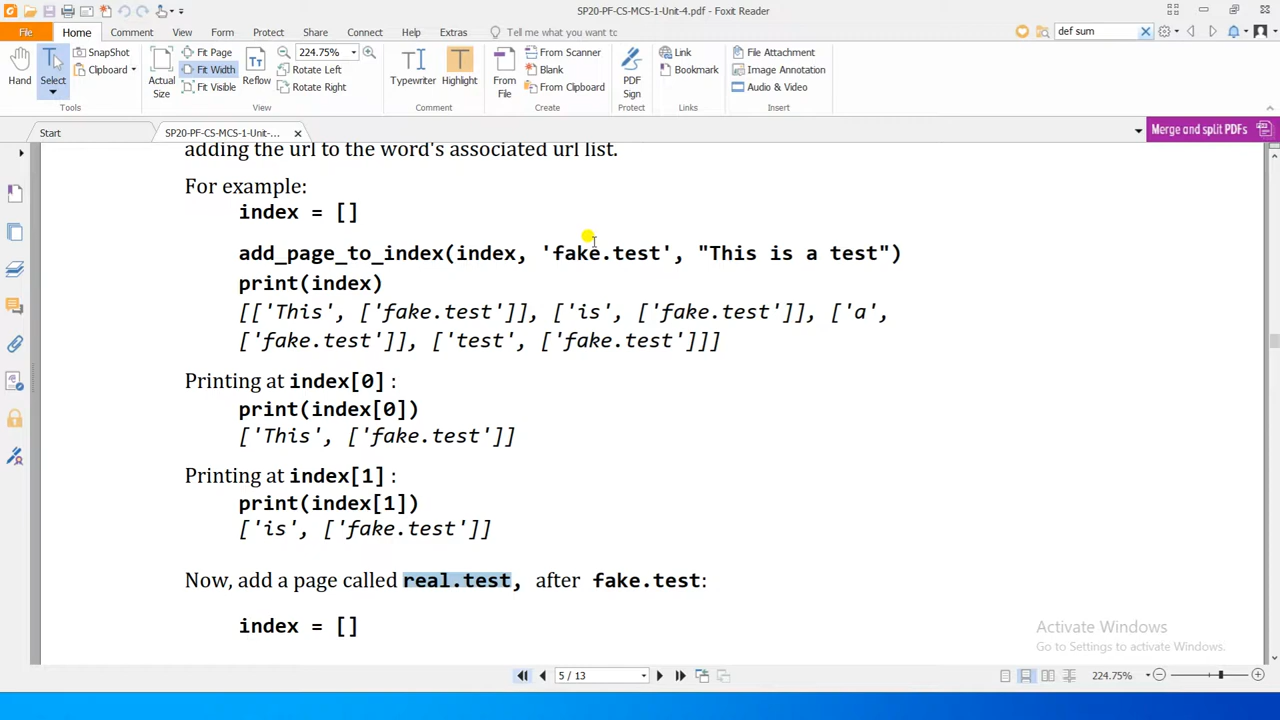 SP20-PF-CS-MCS-1-Unit-4.pdf - Foxit Reader
File Home Comment View Form Protect Share Connect Help Extras Tell me what you want tc def sum
Hand Select SnapShot Clipboard Actual Size Fit Page Fit Width Fit Visible Reflow 224.75% Rotate Left Rotate Right Typewriter Highlight From File From Scanner Blank From Clipboard PDF Sign Link Bookmark File Attachment Image Annotation Audio & Video
Tools View Comment Create Protect Links Insert
Start SP20-PF-CS-MCS-1-Unit-... Merge and split PDFs
adding the url to the word's associated url list.
For example:
index = []
add_page_to_index(index, 'fake.test', "This is a test")
print(index)
[['This', ['fake.test']], ['is', ['fake.test']], ['a',
['fake.test']], ['test', ['fake.test']]]
Printing at index[0] :
print(index[0])
['This', ['fake.test']]
Printing at index[1] :
print(index[1])
['is', ['fake.test']]
Now, add a page called real.test, after fake.test:
index = []
Activate Windows
Go to Settings to activate Windows.
5 / 13 224.75%